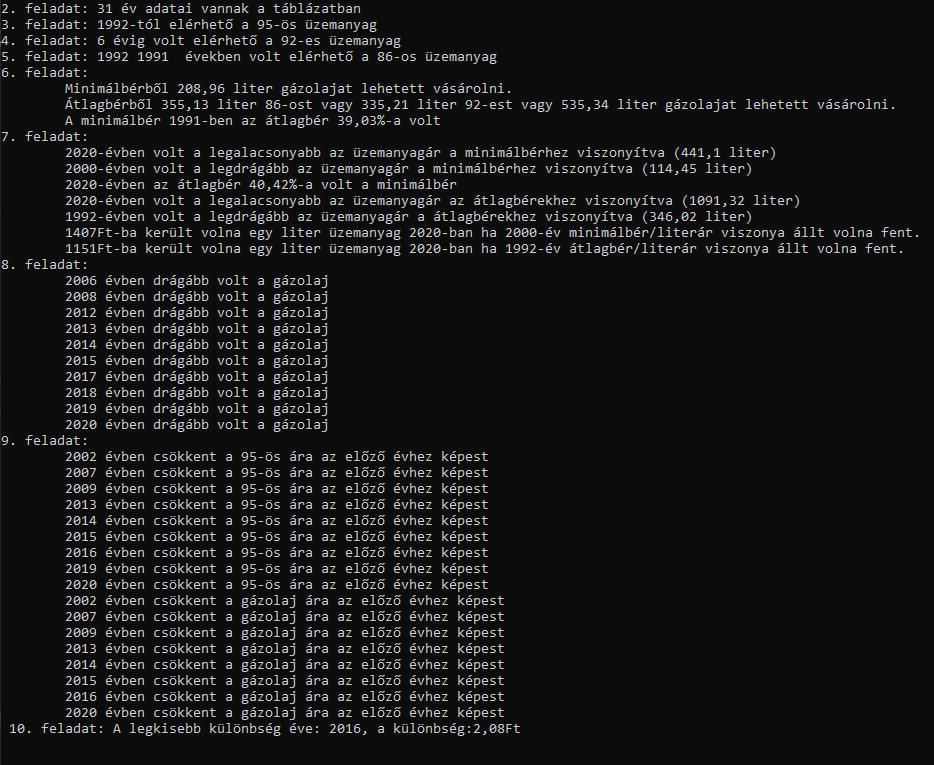 2. feladat: 31 év adatai vannak a táblázatban
3. feladat: 1992-tól elérhető a 95-ös üzemanyag
4. feladat: 6 évig volt elérhető a 92-es üzemanyag
5. feladat: 1992 1991  években volt elérhető a 86-os üzemanyag
6. feladat:
Minimálbérből 208,96 liter gázolajat lehetett vásárolni.
Átlagbérből 355,13 liter 86-ost vagy 335,21 liter 92-est vagy 535,34 liter gázolajat lehetett vásárolni.
A minimálbér 1991-ben az átlagbér 39,03%-a volt
7. feladat:
2020-évben volt a legalacsonyabb az üzemanyagár a minimálbérhez viszonyítva (441,1 liter)
2000-évben volt a legdrágább az üzemanyagár a minimálbérhez viszonyítva (114,45 liter)
2020-évben az átlagbér 40,42%-a volt a minimálbér
2020-évben volt a legalacsonyabb az üzemanyagár az átlagbérekhez viszonyítva (1091,32 liter)
1992-évben volt a legdrágább az üzemanyagár a átlagbérekhez viszonyítva (346,02 liter)
1407Ft-ba került volna egy liter üzemanyag 2020-ban ha 2000-év minimálbér/literár viszonya állt volna fent.
1151Ft-ba került volna egy liter üzemanyag 2020-ban ha 1992-év átlagbér/literár viszonya állt volna fent.
8. feladat:
2006 évben drágább volt a gázolaj
2008 évben drágább volt a gázolaj
2012 évben drágább volt a gázolaj
2013 évben drágább volt a gázolaj
2014 évben drágább volt a gázolaj
2015 évben drágább volt a gázolaj
2017 évben drágább volt a gázolaj
2018 évben drágább volt a gázolaj
2019 évben drágább volt a gázolaj
2020 évben drágább volt a gázolaj
9. feladat:
2002 évben csökkent a 95-ös ára az előző évhez képest
2007 évben csökkent a 95-ös ára az előző évhez képest
2009 évben csökkent a 95-ös ára az előző évhez képest
2013 évben csökkent a 95-ös ára az előző évhez képest
2014 évben csökkent a 95-ös ára az előző évhez képest
2015 évben csökkent a 95-ös ára az előző évhez képest
2016 évben csökkent a 95-ös ára az előző évhez képest
2019 évben csökkent a 95-ös ára az előző évhez képest
2020 évben csökkent a 95-ös ára az előző évhez képest
2002 évben csökkent a gázolaj ára az előző évhez képest
2007 évben csökkent a gázolaj ára az előző évhez képest
2009 évben csökkent a gázolaj ára az előző évhez képest
2013 évben csökkent a gázolaj ára az előző évhez képest
2014 évben csökkent a gázolaj ára az előző évhez képest
2015 évben csökkent a gázolaj ára az előző évhez képest
2016 évben csökkent a gázolaj ára az előző évhez képest
2020 évben csökkent a gázolaj ára az előző évhez képest
10. feladat: A legkisebb különbség éve: 2016, a különbség:2,08Ft